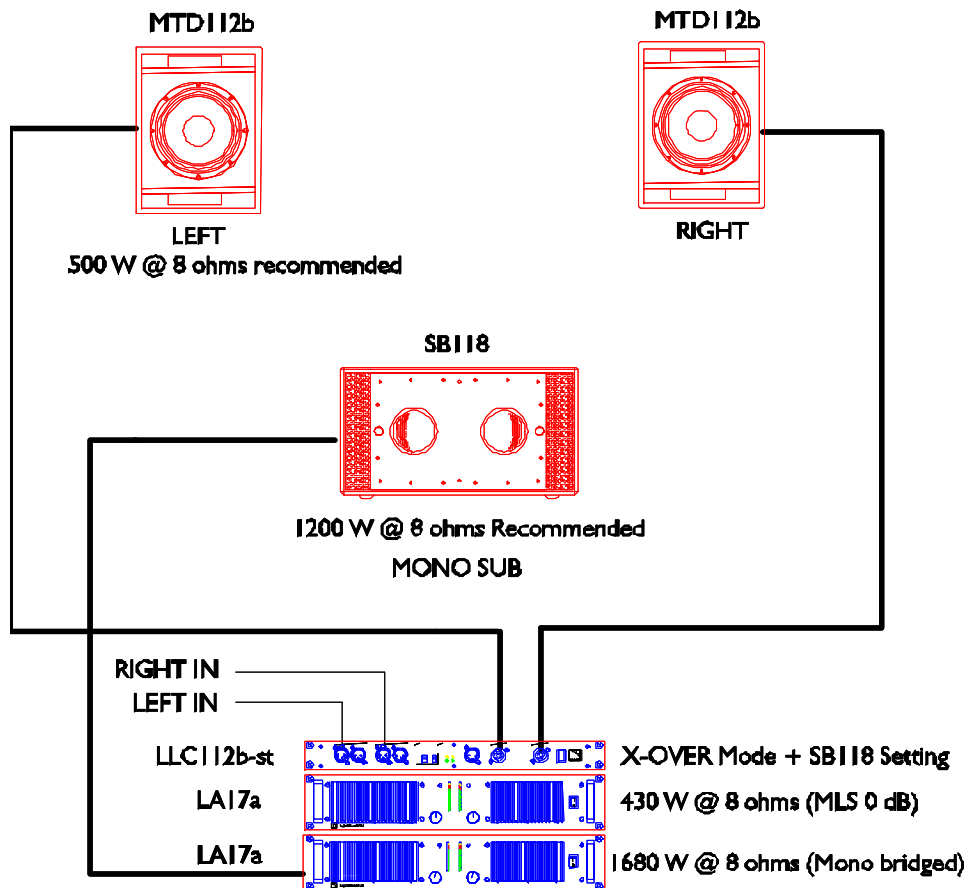 MTD112b
MTD112b
LEFT
500 W @ 8 ohms recommended
RIGHT
SB118
1200 W @ 8 ohms Recommended
MONO SUB
RIGHT IN
LEFT IN
LLC112b-st
X-OVER Mode + SB118 Setting
LA17a
430 W @ 8 ohms (MLS 0 dB)
LA17a
1680 W @ 8 ohms (Mono bridged)